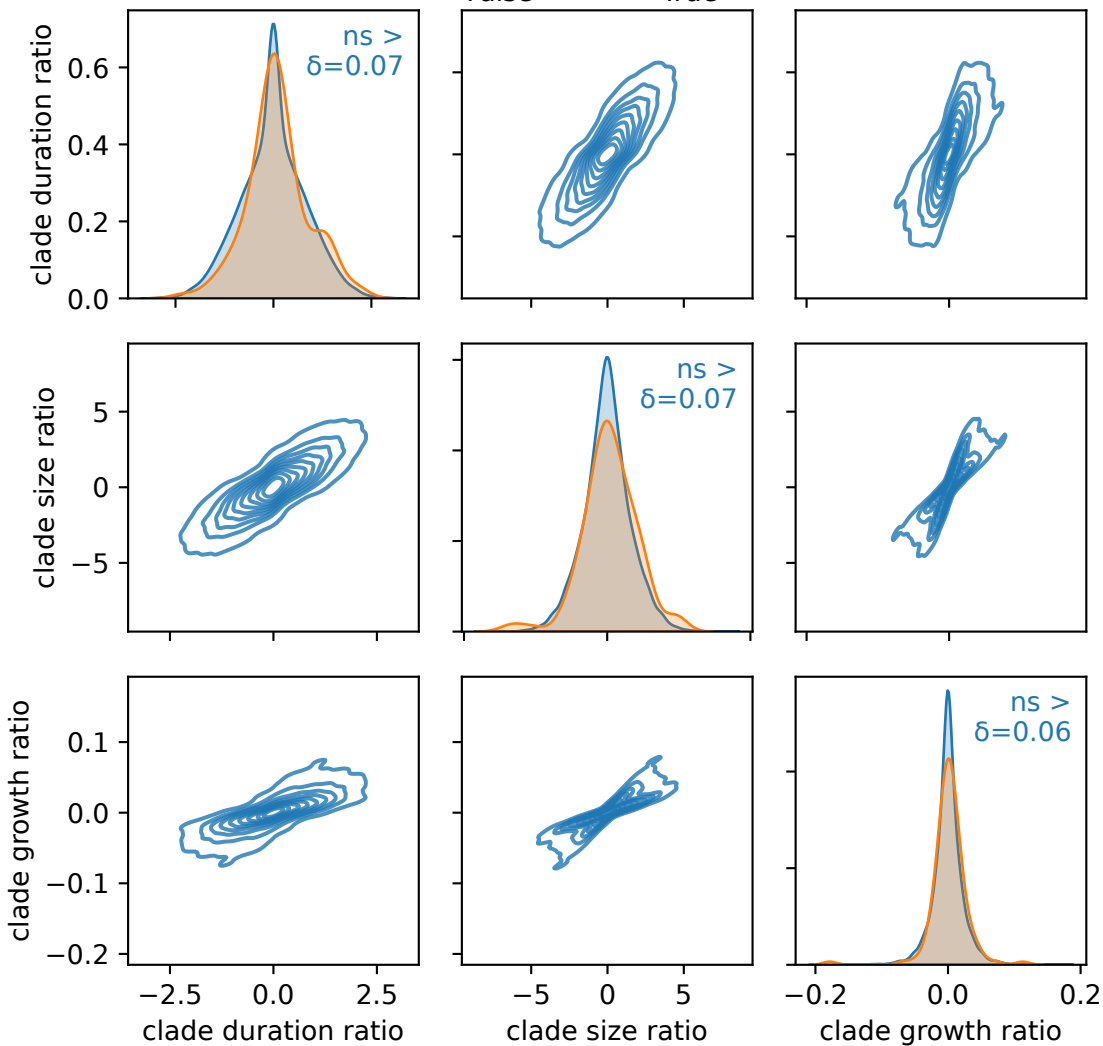 True
clade duration ratio
0.6
0.4
0.2
0.0
ns >
δ=0.07
clade size ratio
5
0
−5
ns >
δ=0.07
clade growth ratio
0.1
0.0
−0.1
−0.2
ns >
δ=0.06
−2.5 0.0 2.5
clade duration ratio
−5 0 5
clade size ratio
−0.2 0.0 0.2
clade growth ratio